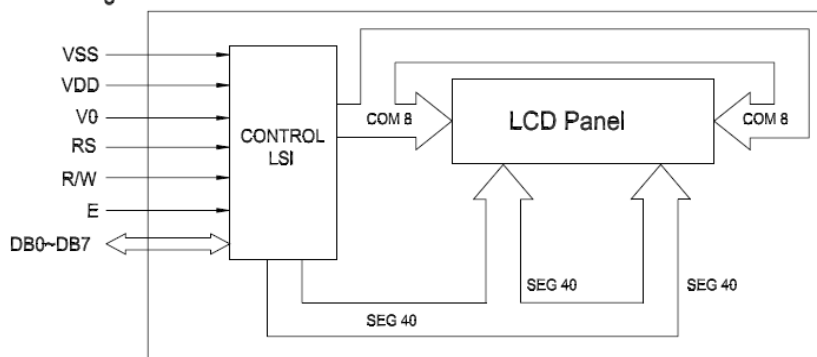 VSS
VDD
V0
RS
R/W
E
DB0~DB7
CONTROL
LSI
COM 8
LCD Panel
COM 8
SEG 40
SEG 40
SEG 40